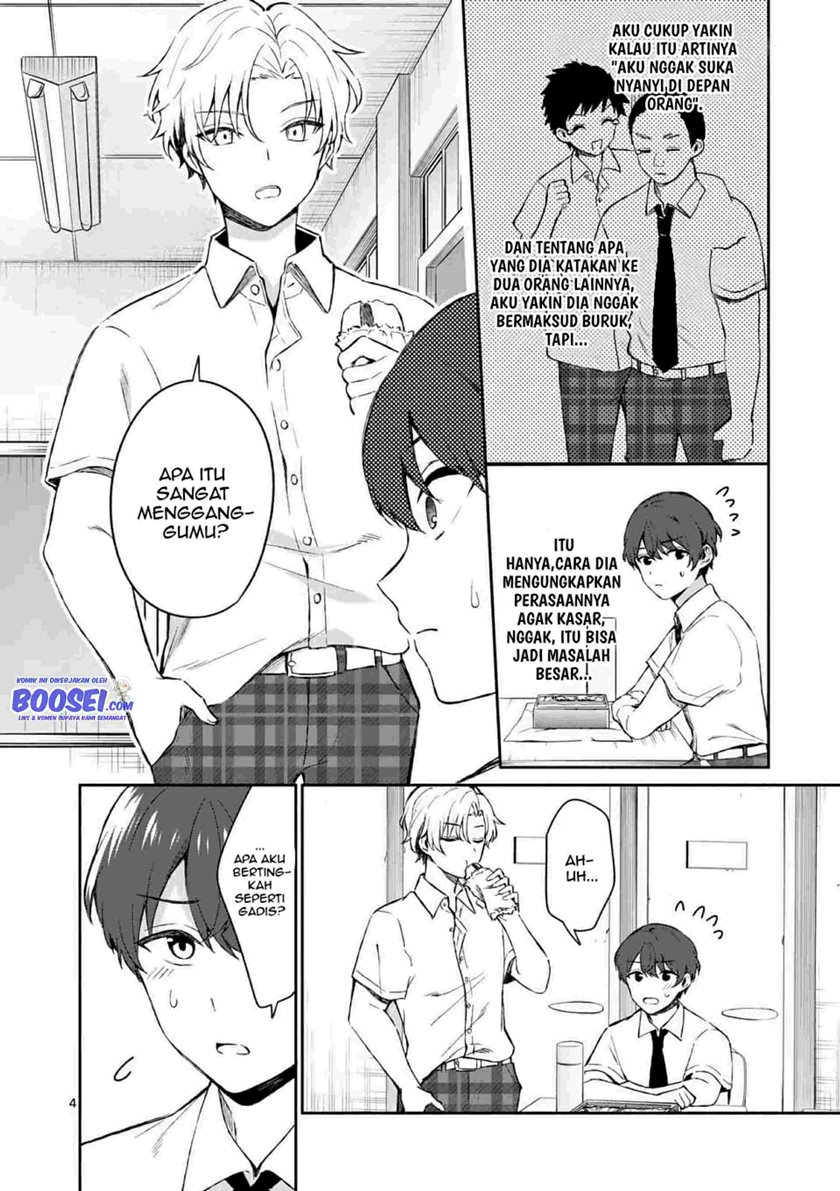 AKU CUKUP YAKIN
KALAU ITU ARTINYA
"AKU NGGAK SUKA
NYANYI DI DEPAN
ORANG".
DAN TENTANG APA
YANG DIA KATAKAN KE
DUA ORANG LAINNYA,
AKU YAKIN DIA NGGAK
BERMAKSUD BURUK,
TAPI...
ITU
HANYA,CARA DIA
MENGUNGKAPKAN
PERASAANNYA
AGAK KASAR,
NGGAK, ITU BISA
JADI MASALAH
BESAR...
APA ITU
SANGAT
MENGGANG-
GUMU?
KOMIK INI DIKERJAKAN OLEH
BOOSEI.COM
LIKE & KOMEN SUPAYA KAMI SEMANGAT
AH-
UH...
...
APA AKU
BERTING-
KAH
SEPERTI
GADIS?
4